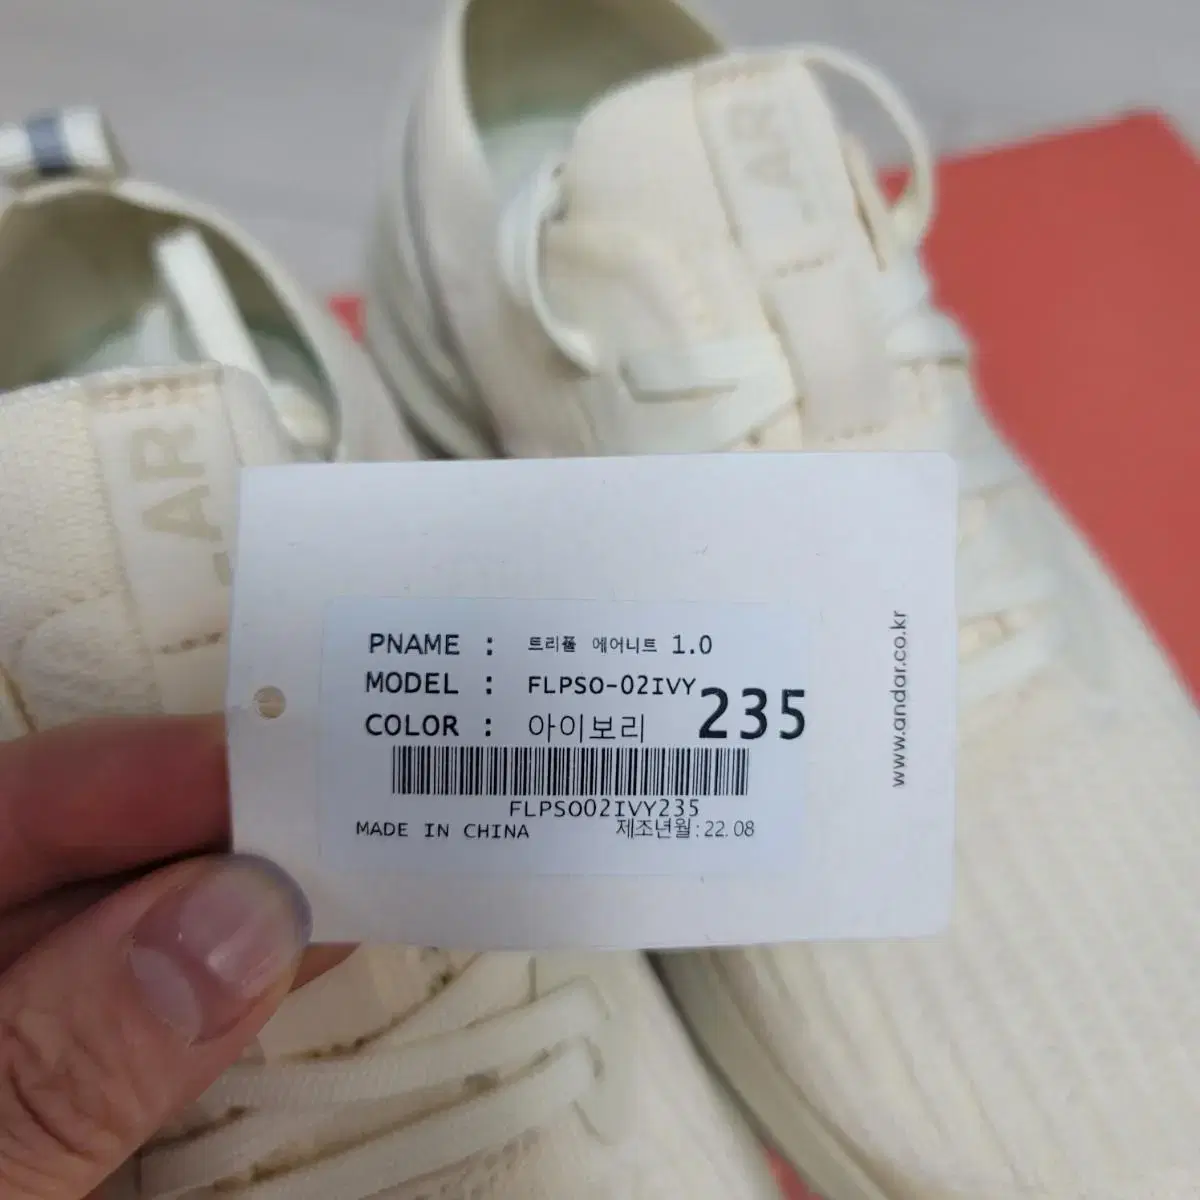 PNAME : 트리플 에어니트 1.0
MODEL : FLPSO-02IVY
COLOR : 아이보리
235
FLPSO02IVY235
MADE IN CHINA 제조년월:22.08
www.andar.co.kr